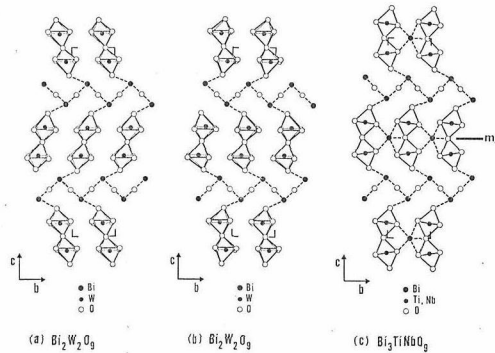 m
c
b
Bi
W
O
(a) Bi₂W₂O₉
c
b
Bi
W
O
(b) Bi₂W₂O₉
c
b
Bi
Ti, Nb
O
(c) Bi₃TiNbO₉